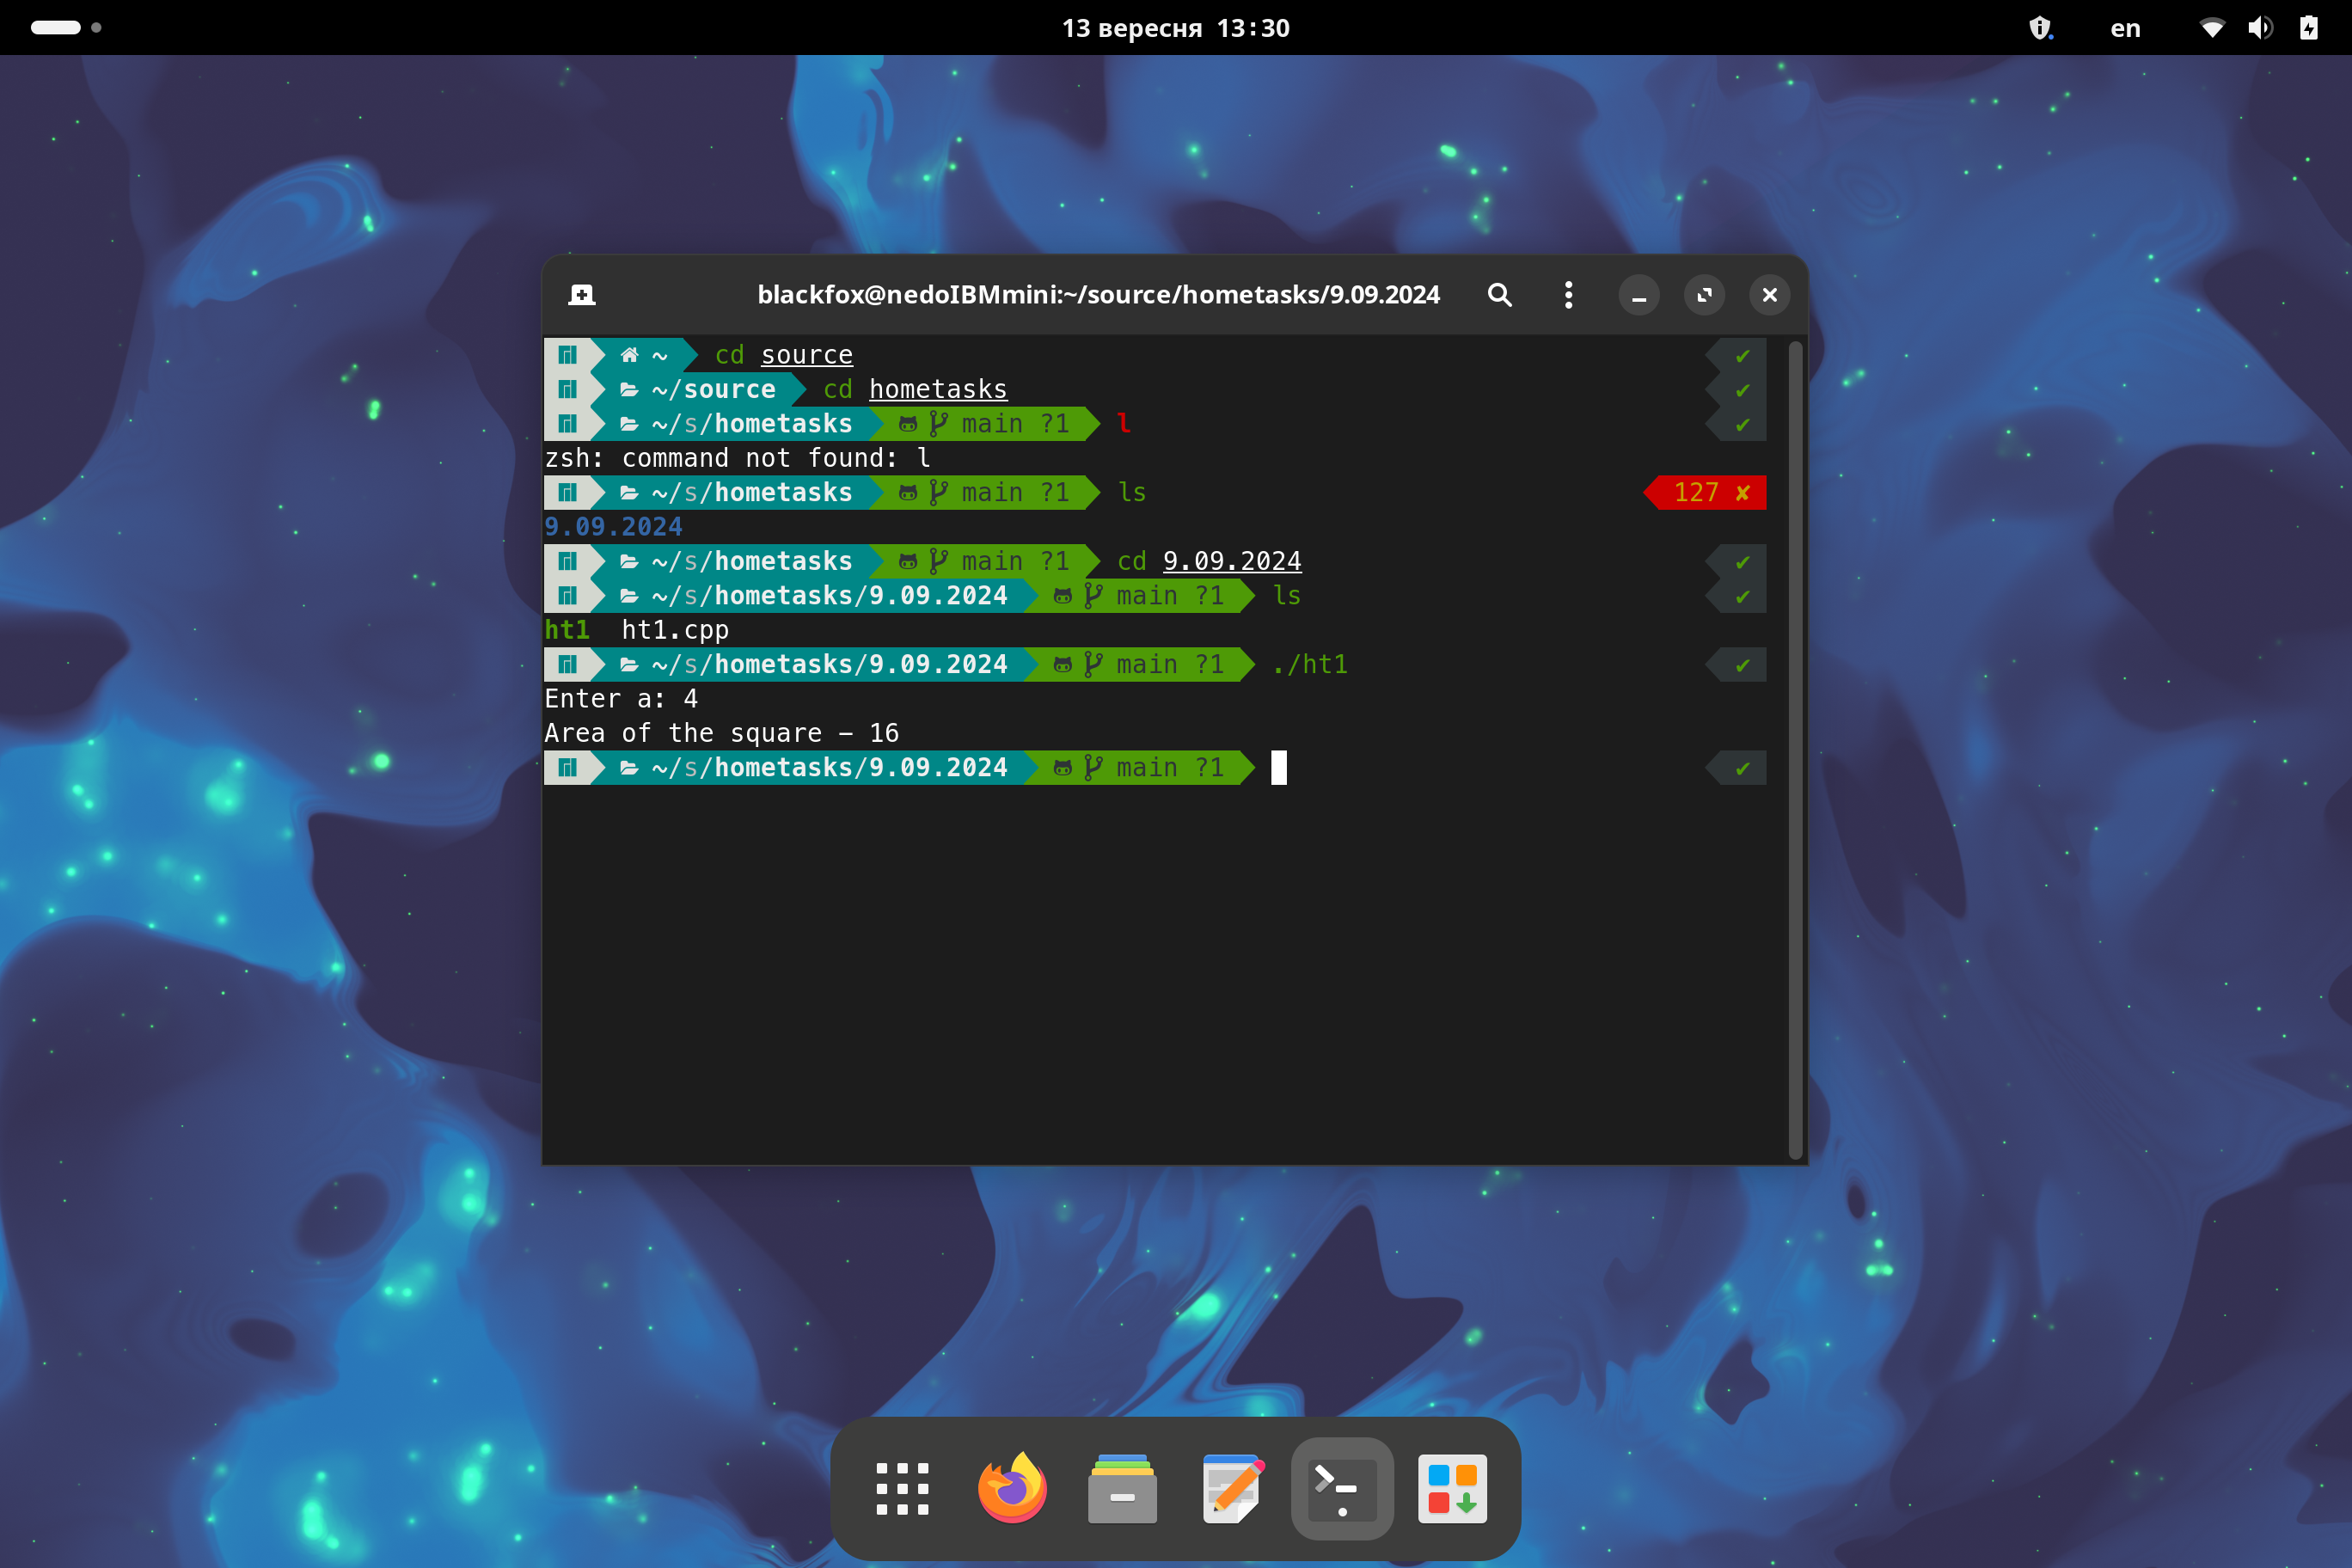 13 вересня 13:30
en
blackfox@nedoIBMmini:~/source/hometasks/9.09.2024
~ cd source ✔
~/source cd hometasks ✔
~/s/hometasks main ?1 l ✔
zsh: command not found: l
~/s/hometasks main ?1 ls 127 ✘
9.09.2024
~/s/hometasks main ?1 cd 9.09.2024 ✔
~/s/hometasks/9.09.2024 main ?1 ls ✔
ht1 ht1.cpp
~/s/hometasks/9.09.2024 main ?1 ./ht1 ✔
Enter a: 4
Area of the square – 16
~/s/hometasks/9.09.2024 main ?1 ✔